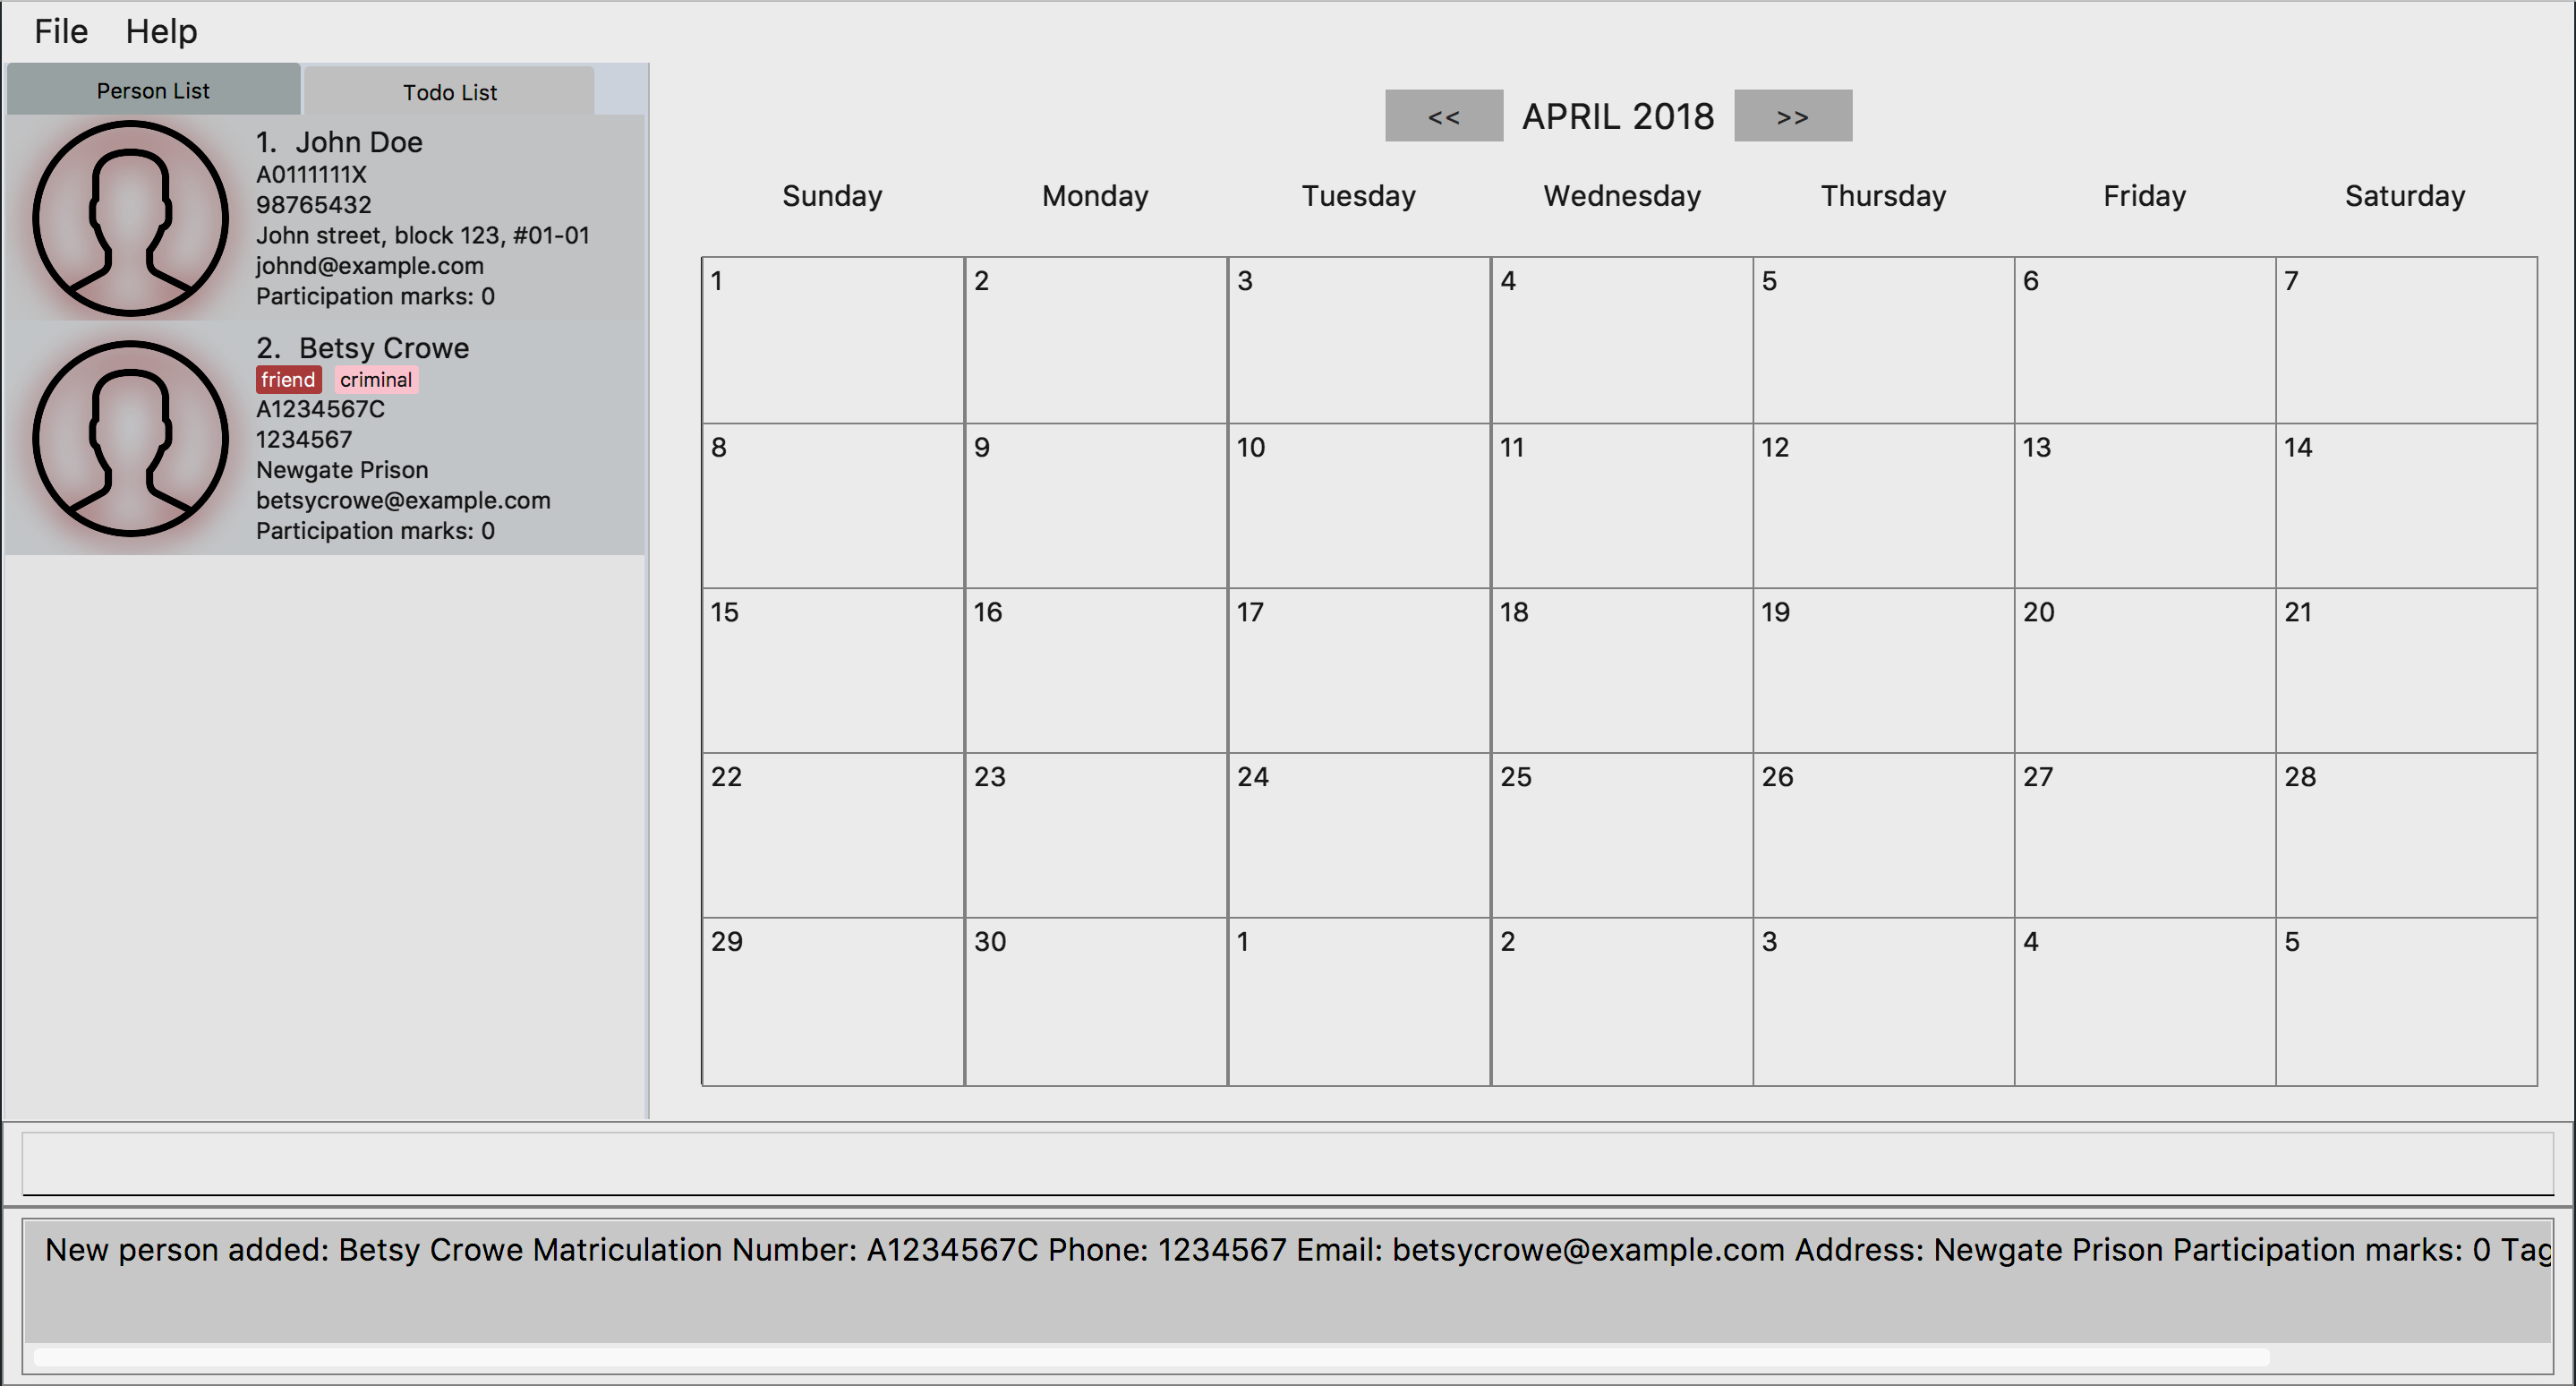 File Help
Person List Todo List
1. John Doe
A0111111X
98765432
John street, block 123, #01-01
johnd@example.com
Participation marks: 0
2. Betsy Crowe
friend criminal
A1234567C
1234567
Newgate Prison
betsycrowe@example.com
Participation marks: 0
<< APRIL 2018 >>
Sunday Monday Tuesday Wednesday Thursday Friday Saturday
1 2 3 4 5 6 7
8 9 10 11 12 13 14
15 16 17 18 19 20 21
22 23 24 25 26 27 28
29 30 1 2 3 4 5
New person added: Betsy Crowe Matriculation Number: A1234567C Phone: 1234567 Email: betsycrowe@example.com Address: Newgate Prison Participation marks: 0 Tag